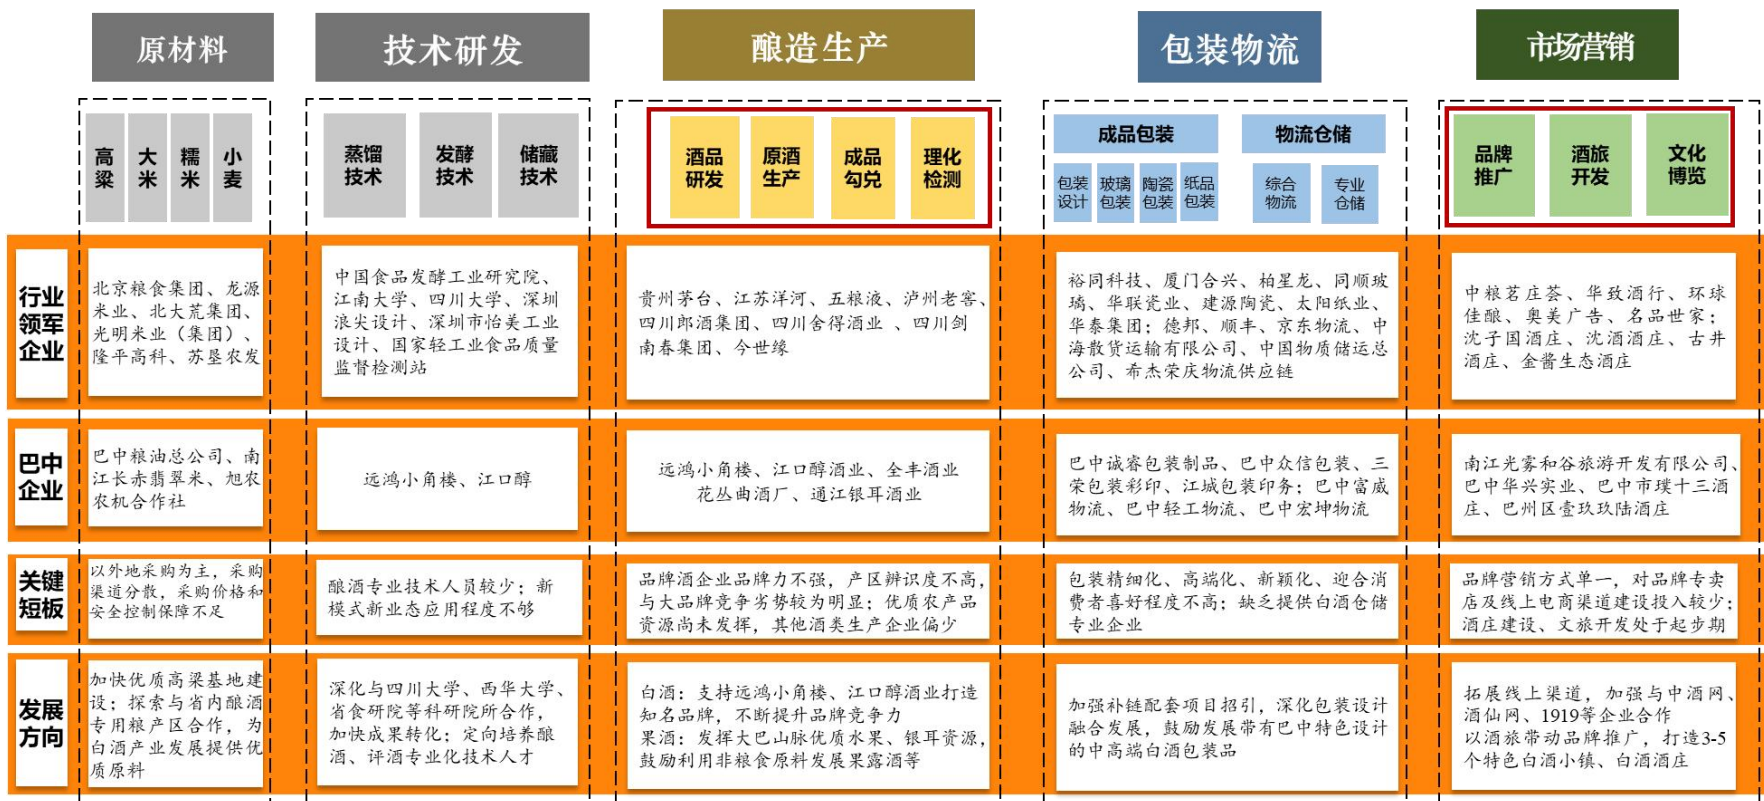 原材料
技术研发
酿造生产
包装物流
市场营销
高粱
大米
糯米
小麦
蒸馏
技术
发酵
技术
储藏
技术
酒品
研发
原酒
生产
成品
勾兑
理化
检测
成品包装
包装
设计
玻璃
包装
陶瓷
包装
纸品
包装
物流仓储
综合
物流
专业
仓储
品牌
推广
酒旅
开发
文化
博览
行业
领军
企业
北京粮食集团、龙源
米业、北大荒集团、
光明米业（集团）、
隆平高科、苏垦农发
中国食品发酵工业研究院、
江南大学、四川大学、深圳
浪尖设计、深圳市怡美工业
设计、国家轻工业食品质量
监督检测站
贵州茅台、江苏洋河、五粮液、泸州老窖、
四川郎酒集团、四川舍得酒业 、四川剑
南春集团、今世缘
裕同科技、厦门合兴、柏星龙、同顺玻
璃、华联瓷业、建源陶瓷、太阳纸业、
华泰集团；德邦、顺丰、京东物流、中
海散货运输有限公司、中国物质储运总
公司、希杰荣庆物流供应链
中粮茗庄荟、华致酒行、环球
佳酿、奥美广告、名品世家；
沈子国酒庄、沈酒酒庄、古井
酒庄、金酱生态酒庄
巴中
企业
巴中粮油总公司、南
江长赤翡翠米、旭农
农机合作社
远鸿小角楼、江口醇
远鸿小角楼、江口醇酒业、全丰酒业
花丛曲酒厂、通江银耳酒业
巴中诚睿包装制品、巴中众信包装、三
荣包装彩印、江城包装印务；巴中富威
物流、巴中轻工物流、巴中宏坤物流
南江光雾和谷旅游开发有限公司、
巴中华兴实业、巴中市璞十三酒
庄、巴州区壹玖玖陆酒庄
关键
短板
以外地采购为主，采购
渠道分散，采购价格和
安全控制保障不足
酿酒专业技术人员较少；新
模式新业态应用程度不够
品牌酒企业品牌力不强，产区辨识度不高，
与大品牌竞争劣势较为明显；优质农产品
资源尚未发挥，其他酒类生产企业偏少
包装精细化、高端化、新颖化、迎合消
费者喜好程度不高；缺乏提供白酒仓储
专业企业
品牌营销方式单一，对品牌专卖
店及线上电商渠道建设投入较少；
酒庄建设、文旅开发处于起步期
发展
方向
加快优质高梁基地建
设；探索与省内酿酒
专用粮产区合作，为
白酒产业发展提供优
质原料
深化与四川大学、西华大学、
省食研院等科研院所合作，
加快成果转化；定向培养酿
酒、评酒专业化技术人才
白酒：支持远鸿小角楼、江口醇酒业打造
知名品牌，不断提升品牌竞争力
果酒：发挥大巴山脉优质水果、银耳资源，
鼓励利用非粮食原料发展果露酒等
加强补链配套项目招引，深化包装设计
融合发展，鼓励发展带有巴中特色设计
的中高端白酒包装品
拓展线上渠道，加强与中酒网、
酒仙网、1919等企业合作
以酒旅带动品牌推广，打造3-5
个特色白酒小镇、白酒酒庄